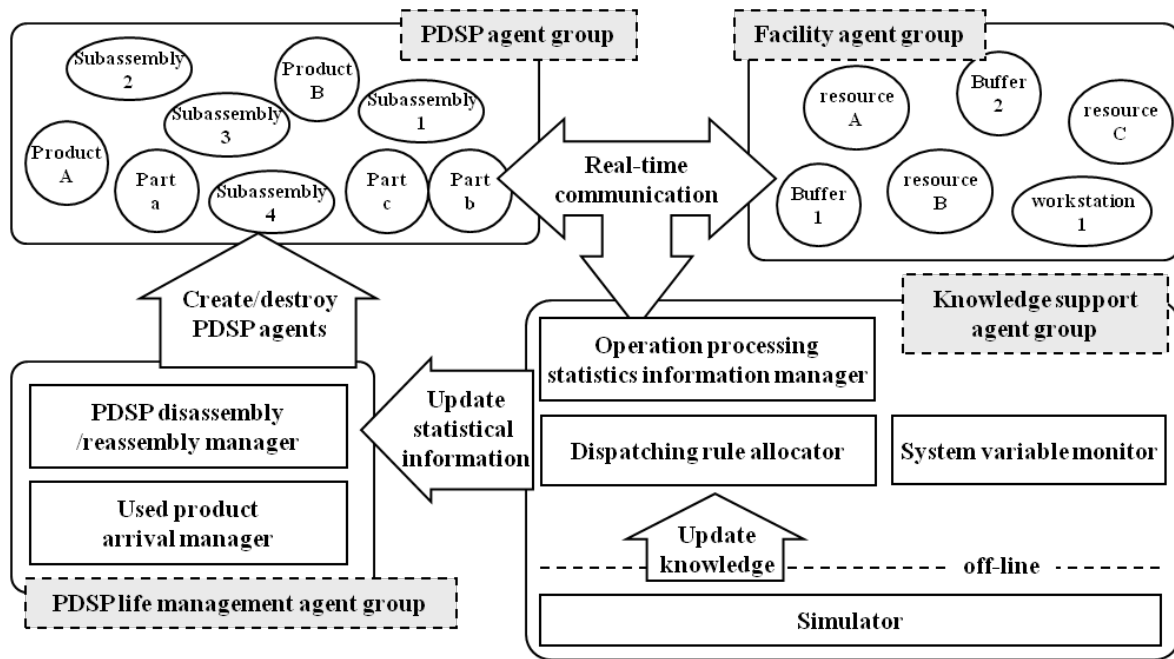 PDSP agent group
Subassembly
2
Product
B
Subassembly
3
Subassembly
1
Product
A
Part
a
Subassembly
4
Part
c
Part
b
Real-time
communication
Facility agent group
resource
A
Buffer
2
resource
C
Buffer
1
resource
B
workstation
1
Create/destroy
PDSP agents
Knowledge support
agent group
Operation processing
statistics information manager
Dispatching rule allocator
System variable monitor
Update
statistical
information
PDSP disassembly
/reassembly manager
Used product
arrival manager
PDSP life management agent group
Update
knowledge
off-line
Simulator